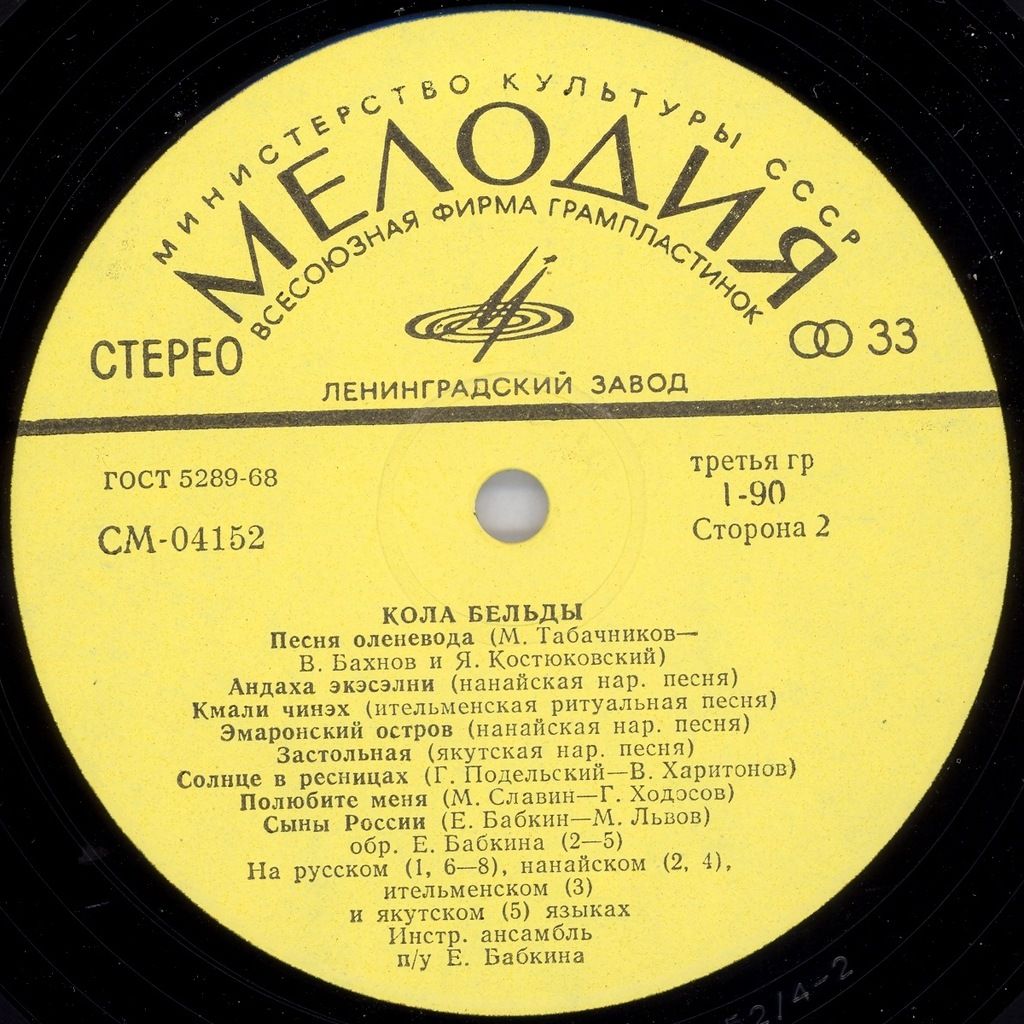 МИНИСТЕРСТВО КУЛЬТУРЫ СССР
МЕЛОДИЯ
ВСЕСОЮЗНАЯ ФИРМА ГРАМПЛАСТИНОК
СТЕРЕО
33
ЛЕНИНГРАДСКИЙ ЗАВОД
ГОСТ 5289-68
третья гр
1-90
СМ-04152
Сторона 2
КОЛА БЕЛЬДЫ
Песня оленевода (М. Табачников—
В. Бахнов и Я. Костюковский)
Андаха экэсэлни (нанайская нар. песня)
Кмали чинэх (ительменская ритуальная песня)
Эмаронский остров (нанайская нар. песня)
Застольная (якутская нар. песня)
Солнце в ресницах (Г. Подельский—В. Харитонов)
Полюбите меня (М. Славин—Г. Ходосов)
Сыны России (Е. Бабкин—М. Львов)
обр. Е. Бабкина (2—5)
На русском (1, 6—8), нанайском (2, 4),
ительменском (3)
и якутском (5) языках
Инстр. ансамбль
п/у Е. Бабкина